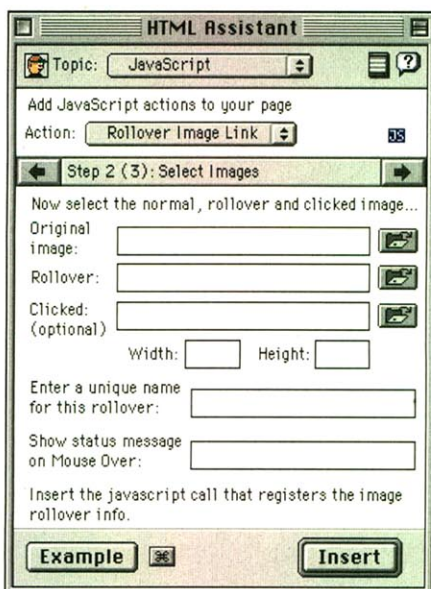 HTML Assistant
Topic: JavaScript
?
Add JavaScript actions to your page
Action: Rollover Image Link
JS
Step 2 (3): Select Images
Now select the normal, rollover and clicked image...
Original
image:
Rollover:
Clicked:
(optional)
Width: Height:
Enter a unique name
for this rollover:
Show status message
on Mouse Over:
Insert the javascript call that registers the image
rollover info.
Example ⌘ Insert